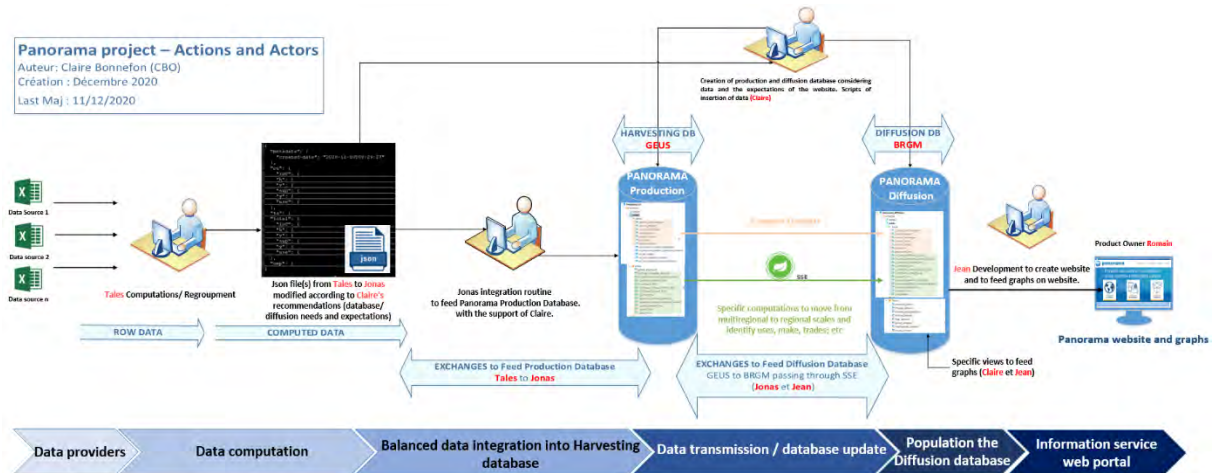 Panorama project – Actions and Actors
Auteur: Claire Bonnefon (CBO)
Création : Décembre 2020
Last Maj : 11/12/2020
Creation of production and diffusion database considering
data and the expectations of the website. Scripts of
insertion of data (Claire)
HARVESTING DB
GEUS
DIFFUSION DB
BRGM
PANORAMA
Production
PANORAMA
Diffusion
Data Source 1
Data source 2
Data source n
Tales Computations/ Regroupment
json
Json file(s) from Tales to Jonas
modified according to Claire's
recommendations (database/
diffusion needs and expectations)
Jonas integration routine
to feed Panorama Production Database.
with the support of Claire.
SSE
Specific computations to move from
multiregional to regional scales and
identify uses, make, trades, etc
Jean Development to create website
and to feed graphs on website.
Product Owner Romain
panorama
Panorama website and graphs
ROW DATA
COMPUTED DATA
EXCHANGES to Feed Production Database
Tales to Jonas
EXCHANGES to Feed Diffusion Database
GEUS to BRGM passing through SSE
(Jonas et Jean)
Specific views to feed
graphs (Claire et Jean)
Data providers
Data computation
Balanced data integration into Harvesting
database
Data transmission / database update
Population the
Diffusion database
Information service
web portal